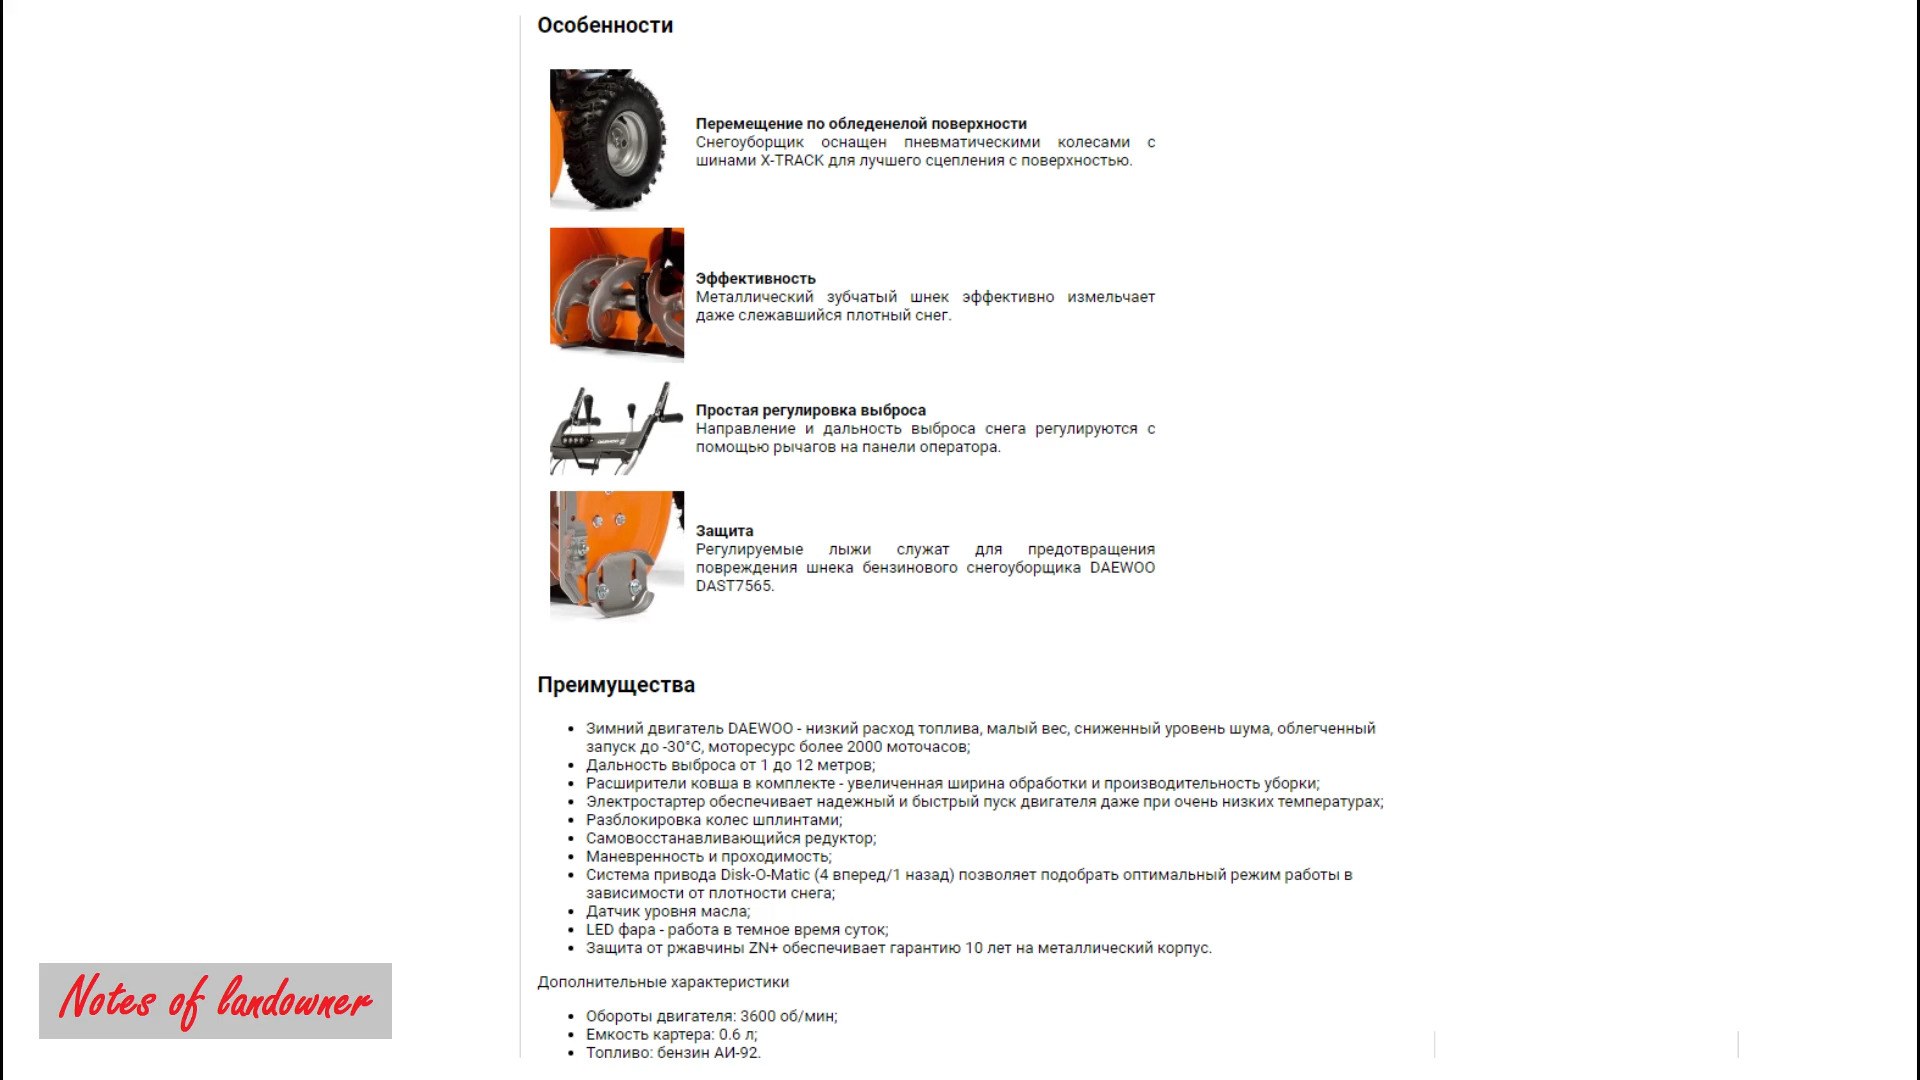 Особенности
Перемещение по обледенелой поверхности
Снегоуборщик оснащен пневматическими колесами с
шинами X-TRACK для лучшего сцепления с поверхностью.
Эффективность
Металлический зубчатый шнек эффективно измельчает
даже слежавшийся плотный снег.
Простая регулировка выброса
Направление и дальность выброса снега регулируются с
помощью рычагов на панели оператора.
Защита
Регулируемые лыжи служат для предотвращения
повреждения шнека бензинового снегоуборщика DAEWOO
DAST7565.
Преимущества
• Зимний двигатель DAEWOO - низкий расход топлива, малый вес, сниженный уровень шума, облегченный
запуск до -30°C, моторесурс более 2000 моточасов;
• Дальность выброса от 1 до 12 метров;
• Расширители ковша в комплекте - увеличенная ширина обработки и производительность уборки;
• Электростартер обеспечивает надежный и быстрый пуск двигателя даже при очень низких температурах;
• Разблокировка колес шплинтами;
• Самовосстанавливающийся редуктор;
• Маневренность и проходимость;
• Система привода Disk-O-Matic (4 вперед/1 назад) позволяет подобрать оптимальный режим работы в
зависимости от плотности снега;
• Датчик уровня масла;
• LED фара - работа в темное время суток;
• Защита от ржавчины ZN+ обеспечивает гарантию 10 лет на металлический корпус.
Дополнительные характеристики
• Обороты двигателя: 3600 об/мин;
• Емкость картера: 0.6 л;
• Топливо: бензин АИ-92.
Notes of landowner